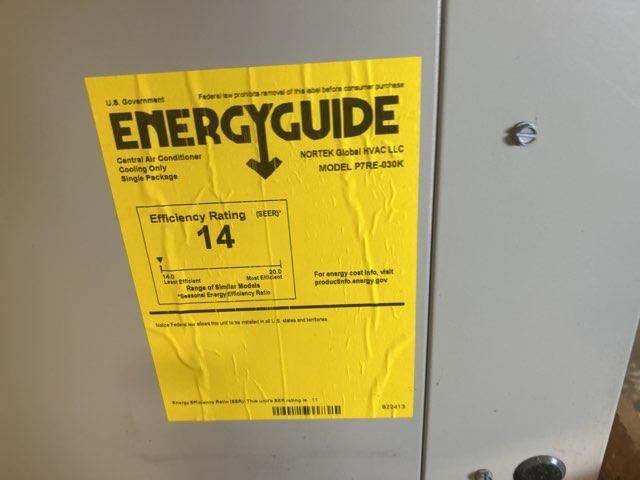 U.S. Government Federal law prohibits removal of this label before consumer purchase
ENERGYGUIDE
Central Air Conditioner
Cooling Only
Single Package
NORTEK Global HVAC LLC
MODEL P7RE-030K
Efficiency Rating (SEER)*
14
14.0 20.0
Least Efficient Most Efficient
Range of Similar Models
*Seasonal Energy Efficiency Ratio
For energy cost info, visit
productinfo.energy.gov
Notice Federal law allows this unit to be installed in all U.S. states and territories.
Energy Efficiency Ratio (EER): This unit's EER rating is 11
822413